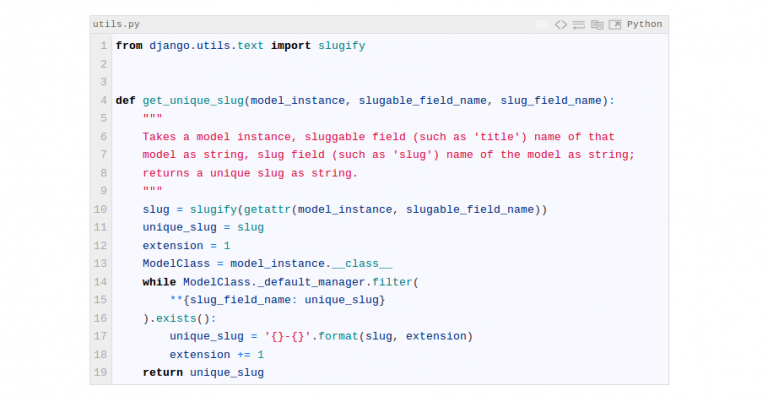 utils.py Python
1 from django.utils.text import slugify
2
3
4 def get_unique_slug(model_instance, slugable_field_name, slug_field_name):
5     """
6     Takes a model instance, sluggable field (such as 'title') name of that
7     model as string, slug field (such as 'slug') name of the model as string;
8     returns a unique slug as string.
9     """
10     slug = slugify(getattr(model_instance, slugable_field_name))
11     unique_slug = slug
12     extension = 1
13     ModelClass = model_instance.__class__
14     while ModelClass._default_manager.filter(
15         **{slug_field_name: unique_slug}
16     ).exists():
17         unique_slug = '{}-{}'.format(slug, extension)
18         extension += 1
19     return unique_slug